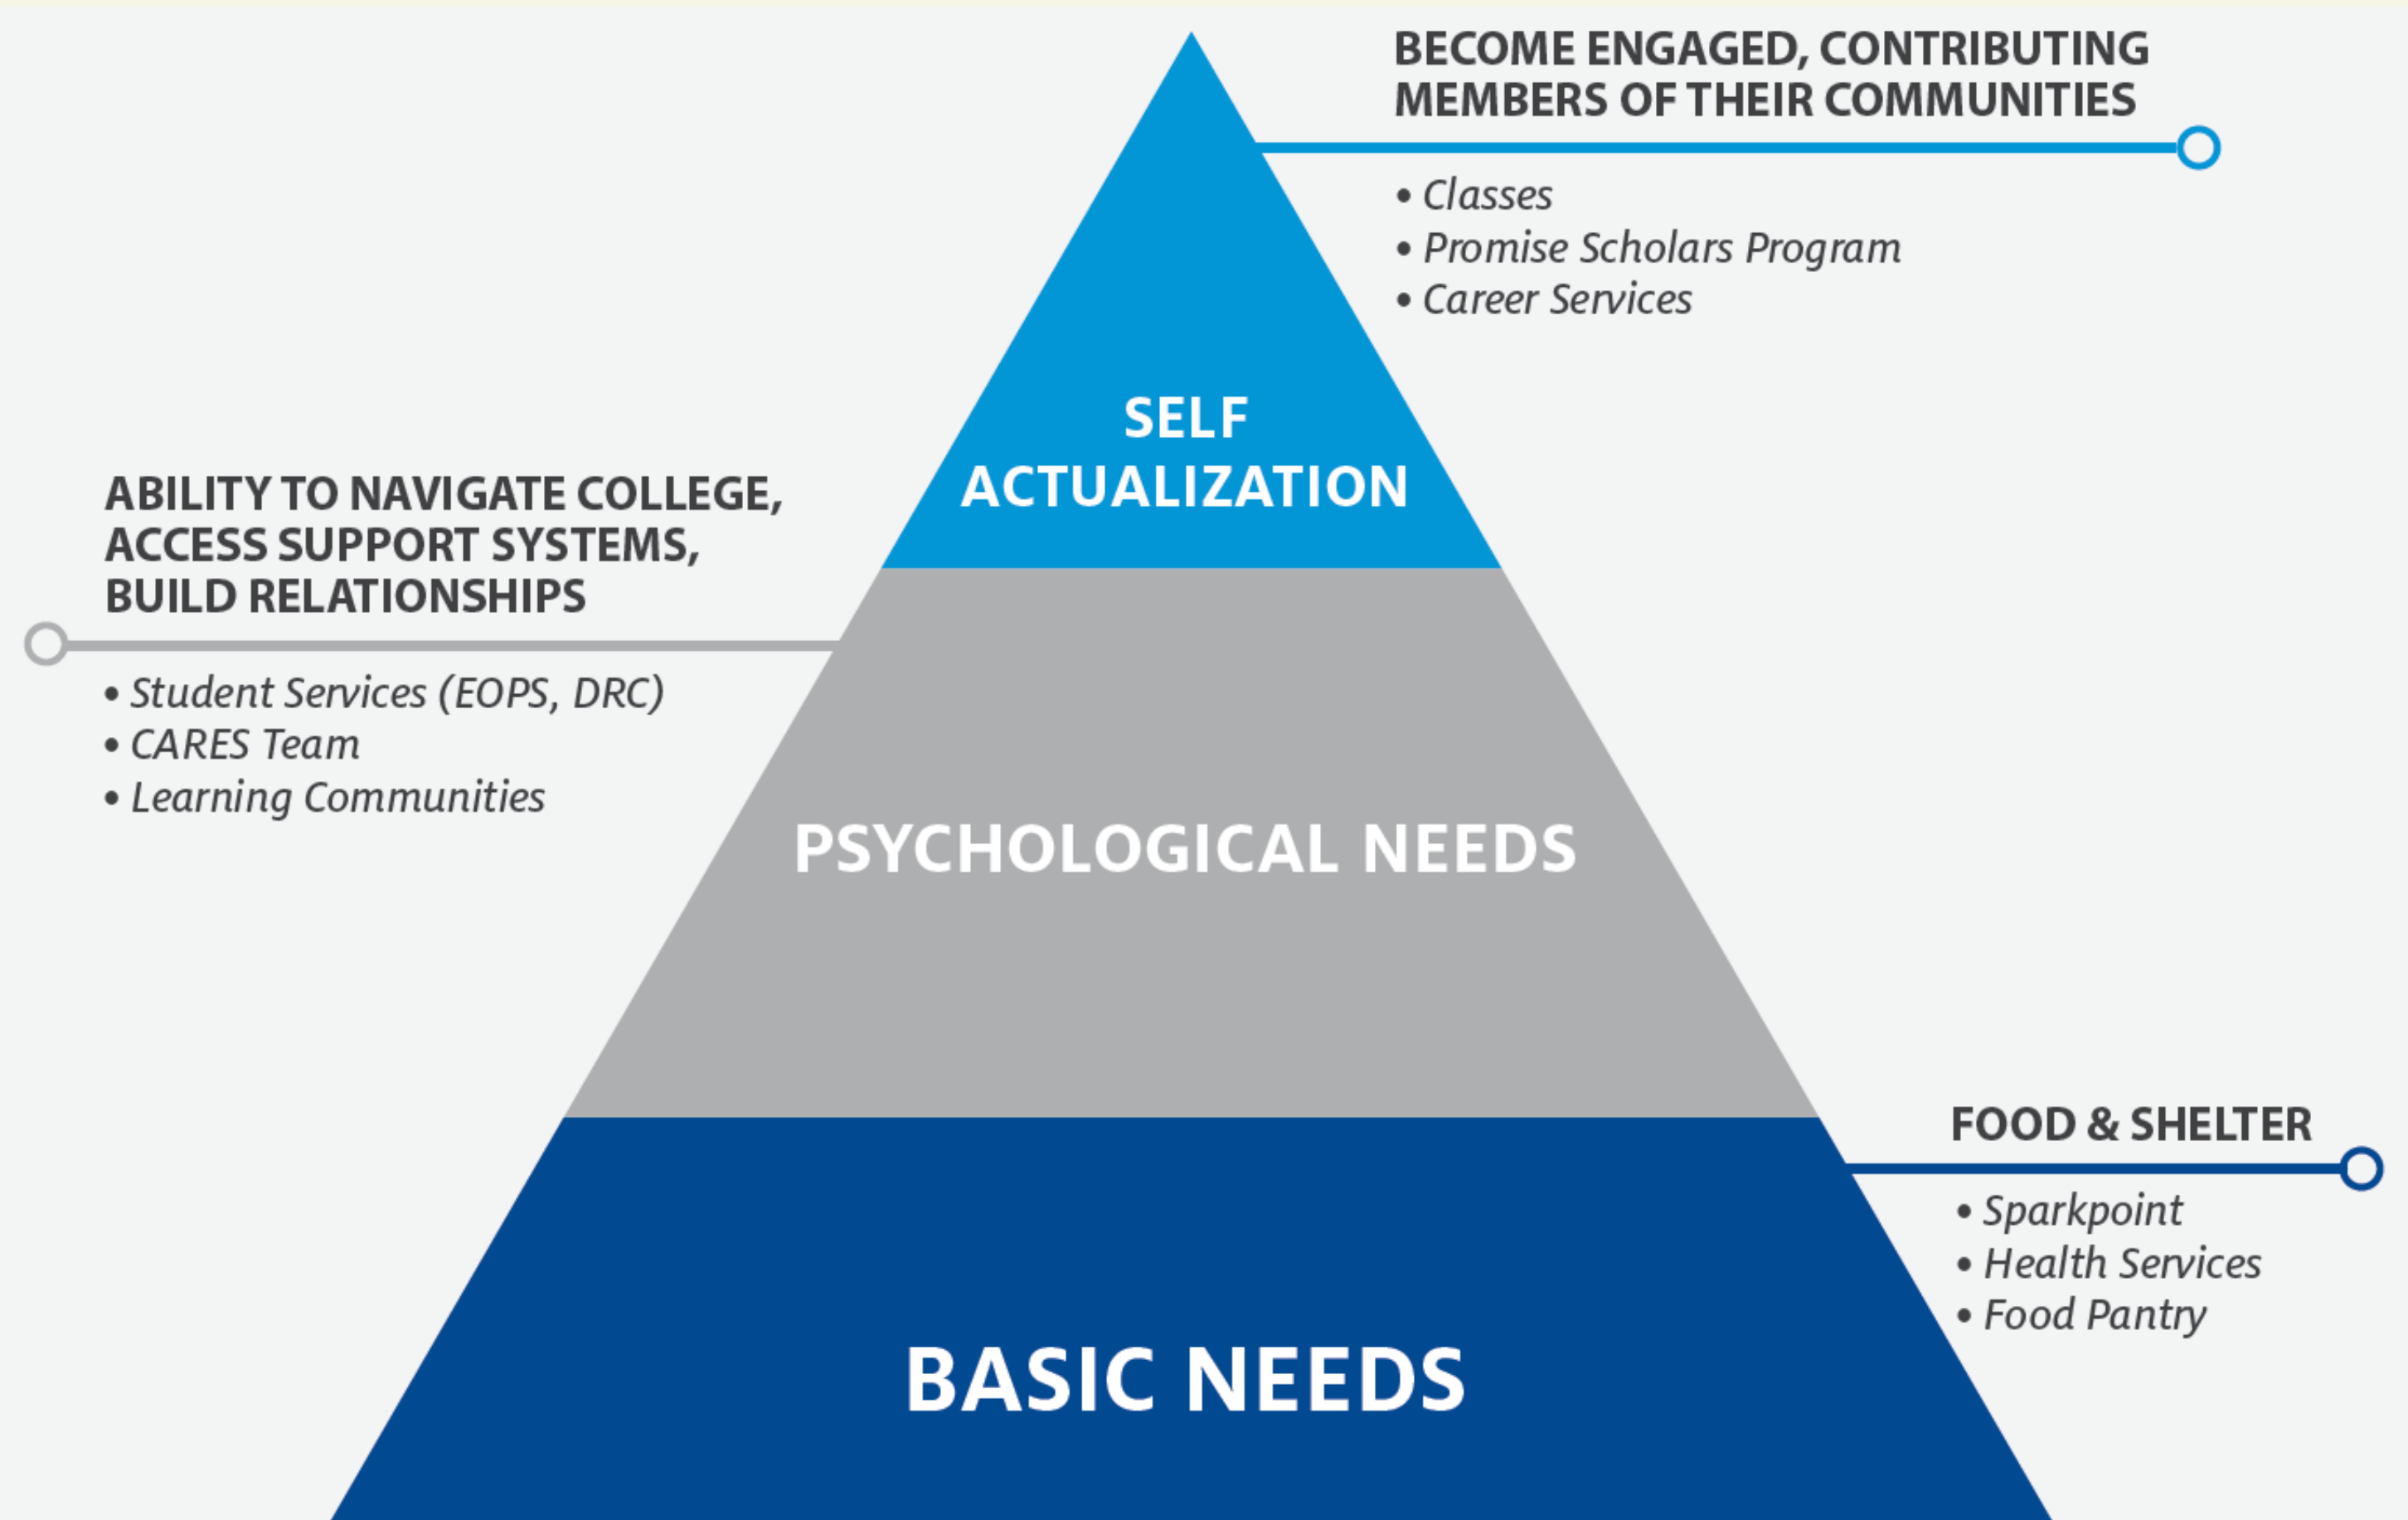 BECOME ENGAGED, CONTRIBUTING
MEMBERS OF THEIR COMMUNITIES
• Classes
• Promise Scholars Program
• Career Services
SELF
ACTUALIZATION
ABILITY TO NAVIGATE COLLEGE,
ACCESS SUPPORT SYSTEMS,
BUILD RELATIONSHIPS
• Student Services (EOPS, DRC)
• CARES Team
• Learning Communities
PSYCHOLOGICAL NEEDS
FOOD & SHELTER
• Sparkpoint
• Health Services
• Food Pantry
BASIC NEEDS